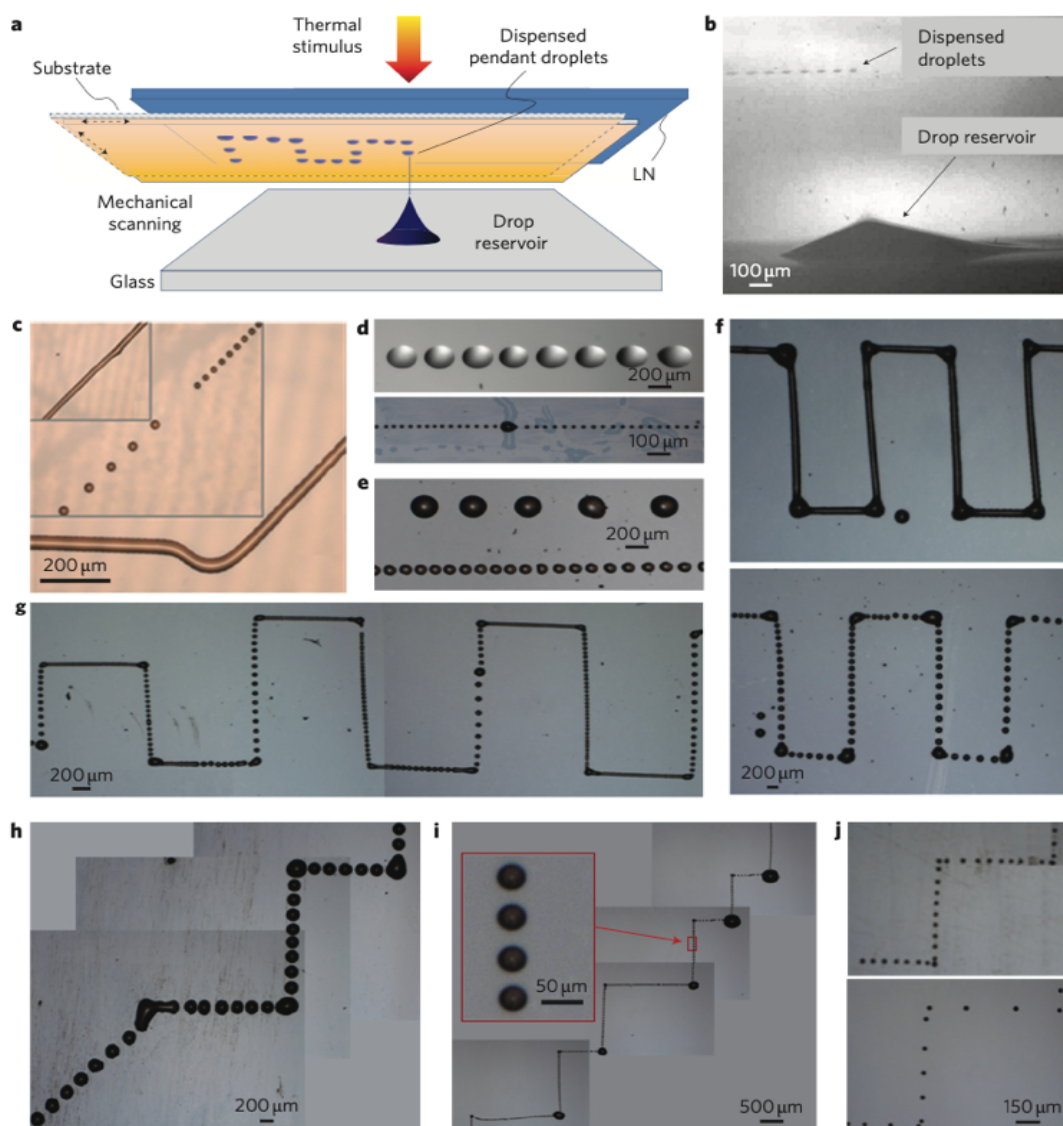 a
Thermal
stimulus
Dispensed
pendant droplets
Substrate
LN
Mechanical
scanning
Drop
reservoir
Glass
b
Dispensed
droplets
Drop reservoir
100 μm
c
200 μm
d
200 μm
100 μm
e
200 μm
f
200 μm
g
200 μm
h
200 μm
i
50 μm
500 μm
j
150 μm